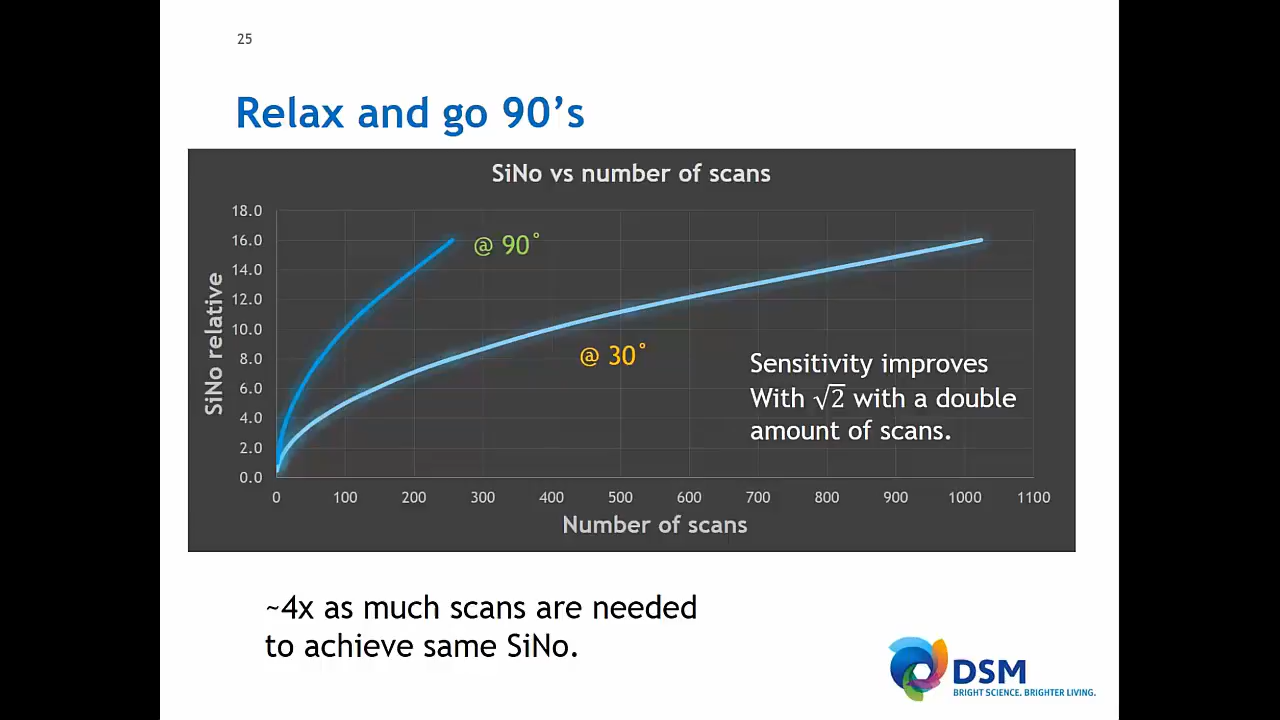 25
Relax and go 90’s
SiNo vs number of scans
SiNo relative
18.0
16.0
14.0
12.0
10.0
8.0
6.0
4.0
2.0
0.0
@ 90°
@ 30°
Sensitivity improves
With √2 with a double
amount of scans.
0 100 200 300 400 500 600 700 800 900 1000 1100
Number of scans
~4x as much scans are needed
to achieve same SiNo.
DSM
BRIGHT SCIENCE. BRIGHTER LIVING.